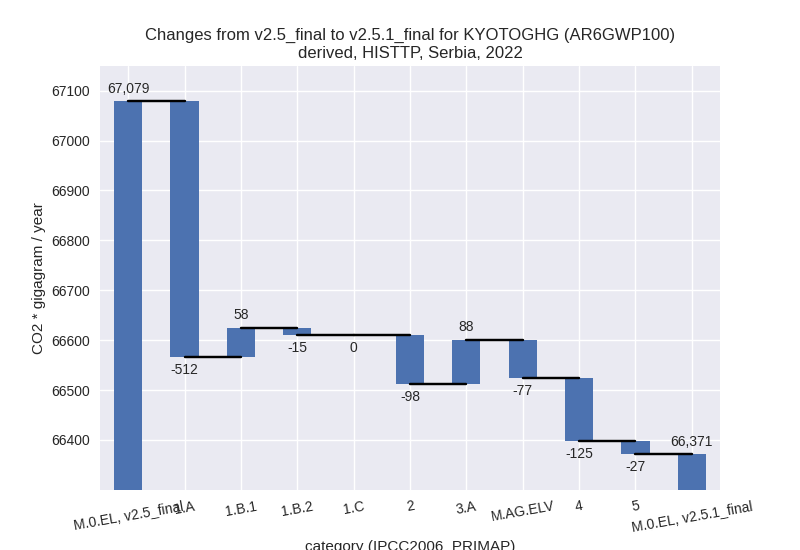 Changes from v2.5_final to v2.5.1_final for KYOTOGHG (AR6GWP100)
derived, HISTTP, Serbia, 2022
CO2 * gigagram / year
67100
67000
66900
66800
66700
66600
66500
66400
67,079
-512
58
-15
0
-98
88
-77
-125
-27
66,371
M.0.EL, v2.5_final
1.A
1.B.1
1.B.2
1.C
2
3.A
M.AG.ELV
4
5
M.0.EL, v2.5.1_final
category (IPCC2006_PRIMAP)